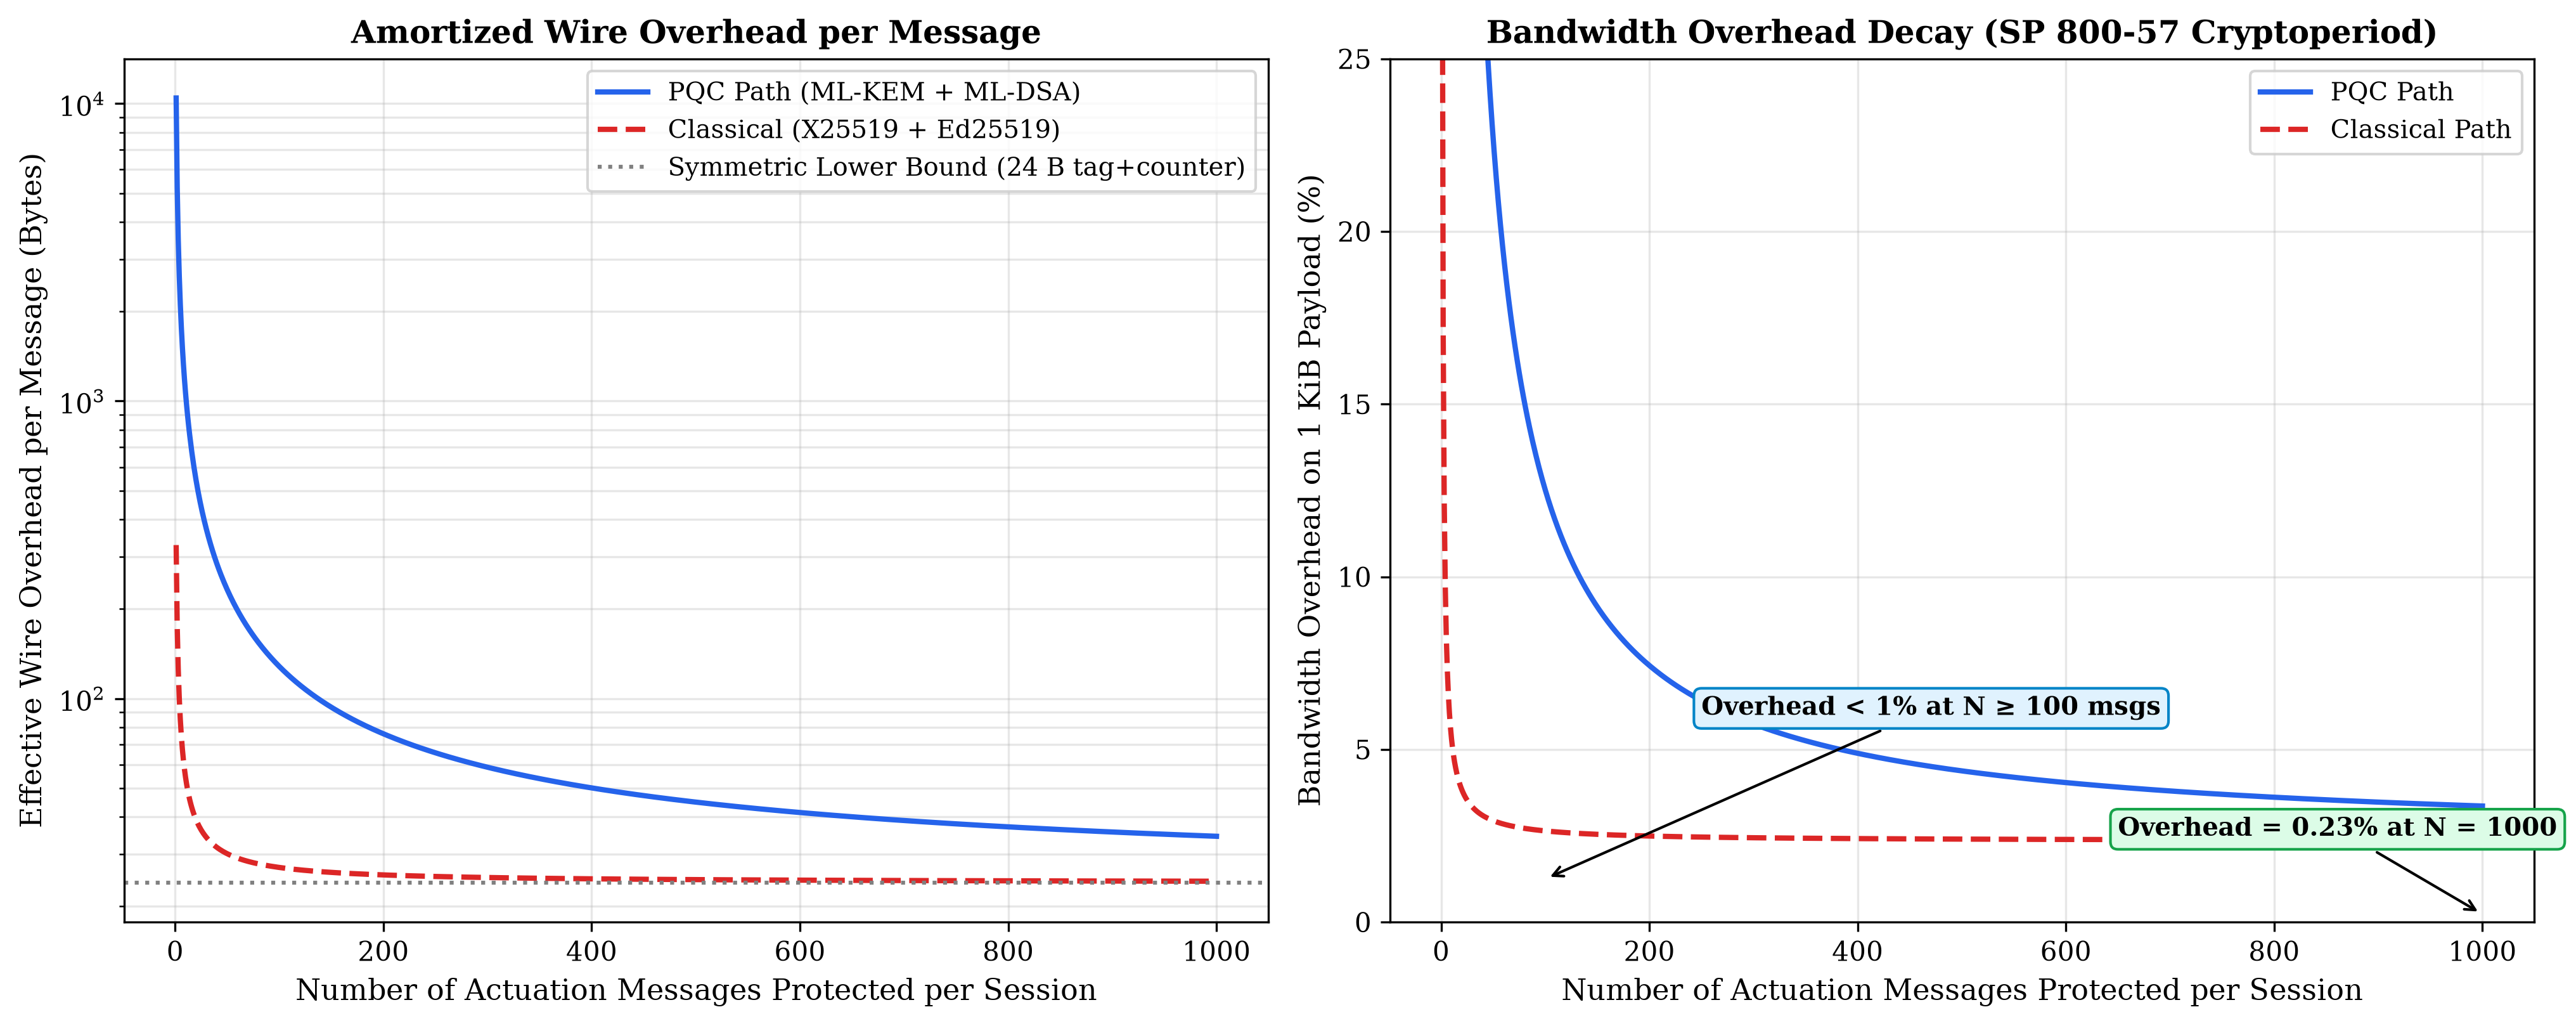 Amortized Wire Overhead per Message
Effective Wire Overhead per Message (Bytes)
10⁴
10³
10²
PQC Path (ML-KEM + ML-DSA)
Classical (X25519 + Ed25519)
Symmetric Lower Bound (24 B tag+counter)
0 200 400 600 800 1000
Number of Actuation Messages Protected per Session
Bandwidth Overhead Decay (SP 800-57 Cryptoperiod)
Bandwidth Overhead on 1 KiB Payload (%)
25
20
15
10
5
0
PQC Path
Classical Path
Overhead < 1% at N ≥ 100 msgs
Overhead = 0.23% at N = 1000
0 200 400 600 800 1000
Number of Actuation Messages Protected per Session